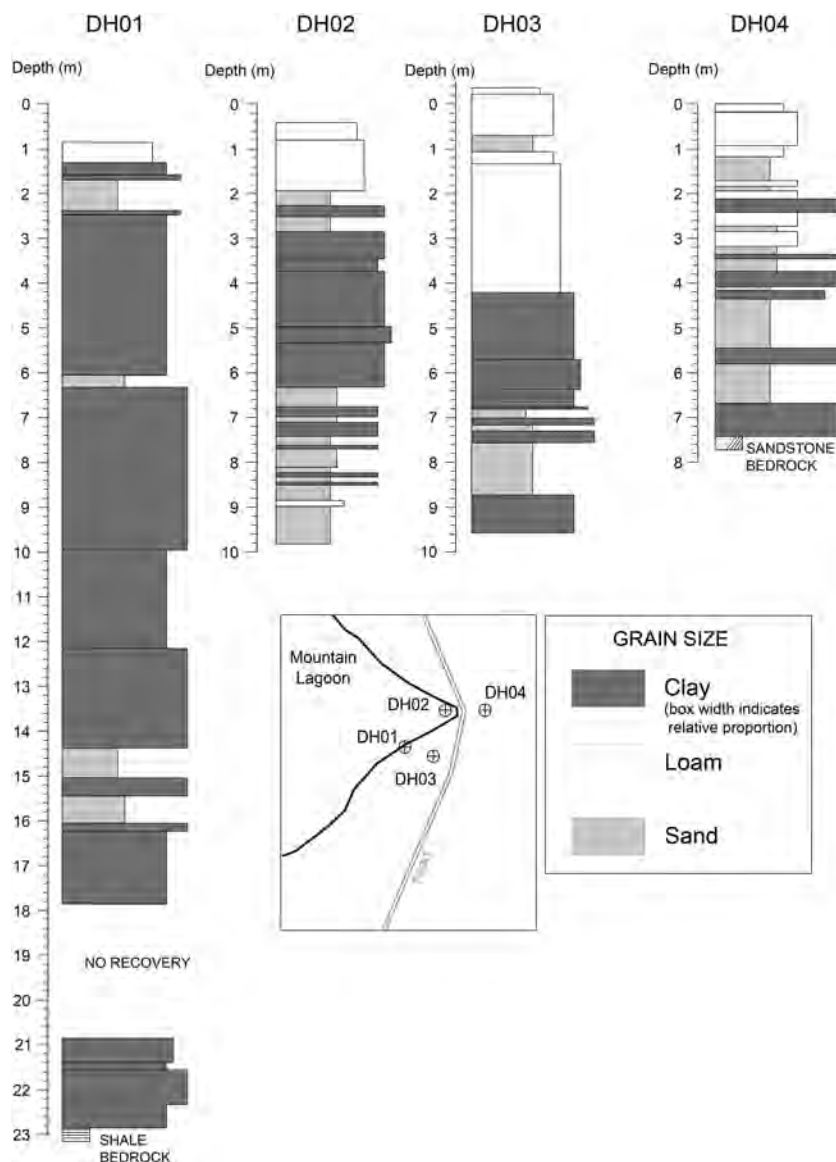 DH01
DH02
DH03
DH04
Depth (m)
Depth (m)
Depth (m)
Depth (m)
0
1
2
3
4
5
6
7
8
9
10
11
12
13
14
15
16
17
18
19
20
21
22
23
NO RECOVERY
SHALE
BEDROCK
0
1
2
3
4
5
6
7
8
9
10
0
1
2
3
4
5
6
7
8
9
10
0
1
2
3
4
5
6
7
8
SANDSTONE
BEDROCK
Mountain
Lagoon
DH02
DH04
DH01
DH03
GRAIN SIZE
Clay
(box width indicates
relative proportion)
Loam
Sand